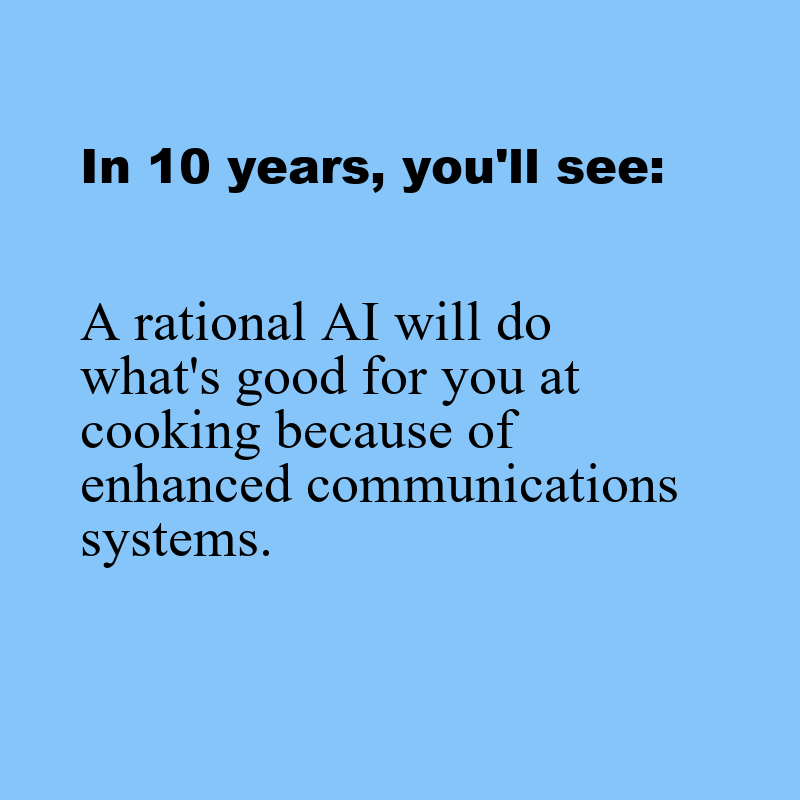 In 10 years, you'll see:
A rational AI will do
what's good for you at
cooking because of
enhanced communications
systems.